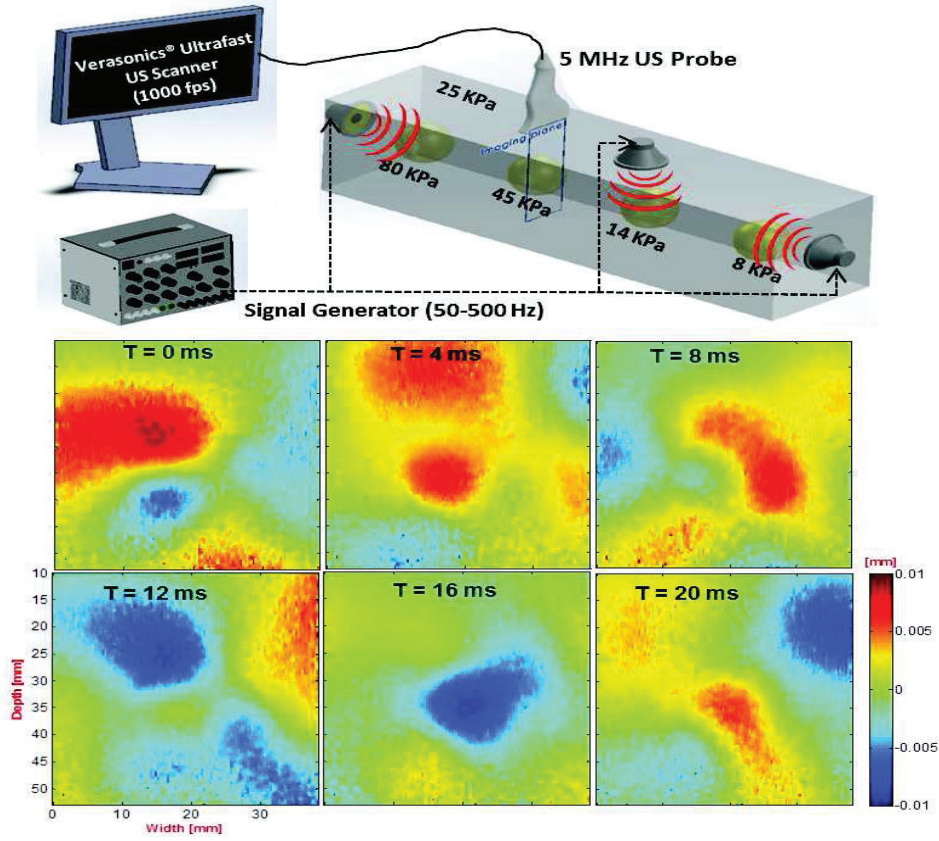 Verasonics® Ultrafast
US Scanner
(1000 fps)
5 MHz US Probe
25 KPa
imaging plane
80 KPa
45 KPa
14 KPa
8 KPa
Signal Generator (50-500 Hz)
T = 0 ms
T = 4 ms
T = 8 ms
T = 12 ms
T = 16 ms
T = 20 ms
[mm]
0.01
0.005
0
-0.005
-0.01
Depth [mm]
10
15
20
25
30
35
40
45
50
0
10
20
30
Width [mm]